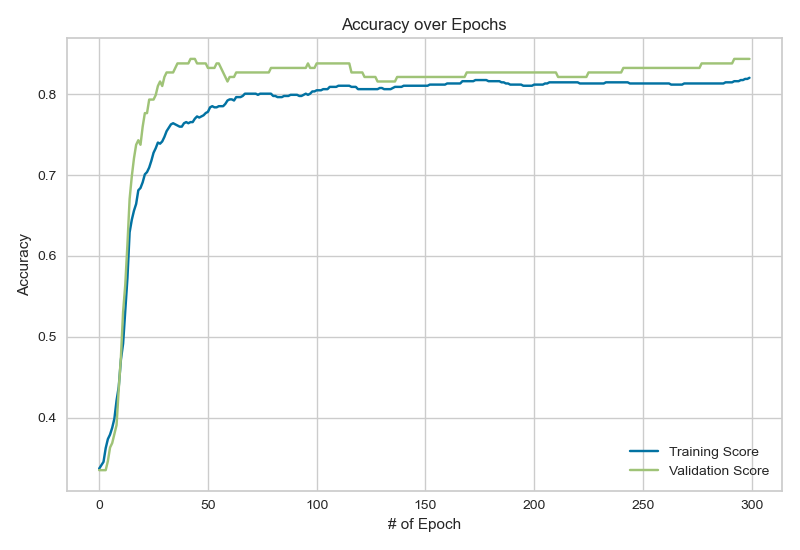 Accuracy over Epochs
Accuracy
0.8
0.7
0.6
0.5
0.4
0 50 100 150 200 250 300
# of Epoch
Training Score
Validation Score